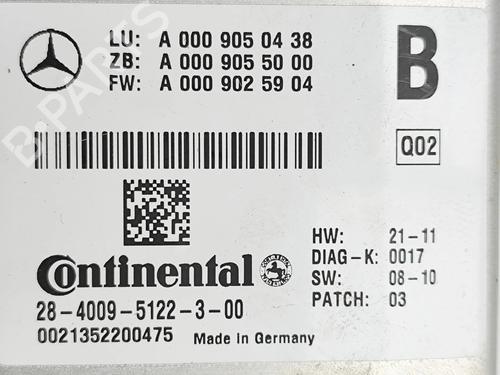 LU: A 000 905 04 38
ZB: A 000 905 50 00
FW: A 000 902 59 04
B
Q02
Continental
28-4009-5122-3-00
0021352200475 Made in Germany
HW: 21-11
DIAG-K: 0017
SW: 08-10
PATCH: 03
B-PARTS